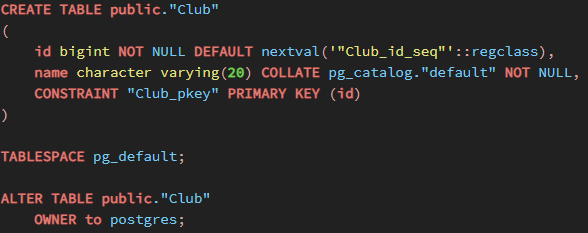 CREATE TABLE public."Club"
(
    id bigint NOT NULL DEFAULT nextval('"Club_id_seq"'::regclass),
    name character varying(20) COLLATE pg_catalog."default" NOT NULL,
    CONSTRAINT "Club_pkey" PRIMARY KEY (id)
)
TABLESPACE pg_default;
ALTER TABLE public."Club"
    OWNER to postgres;